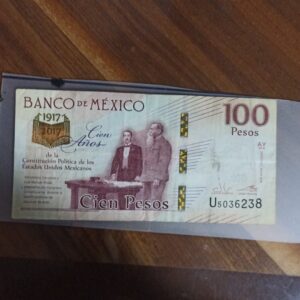 BANCO DE MÉXICO
100
Pesos
1917
2017
Cien
Años
de la
Constitución Política de los
Estados Unidos Mexicanos
AY
Cien Pesos
U5036238